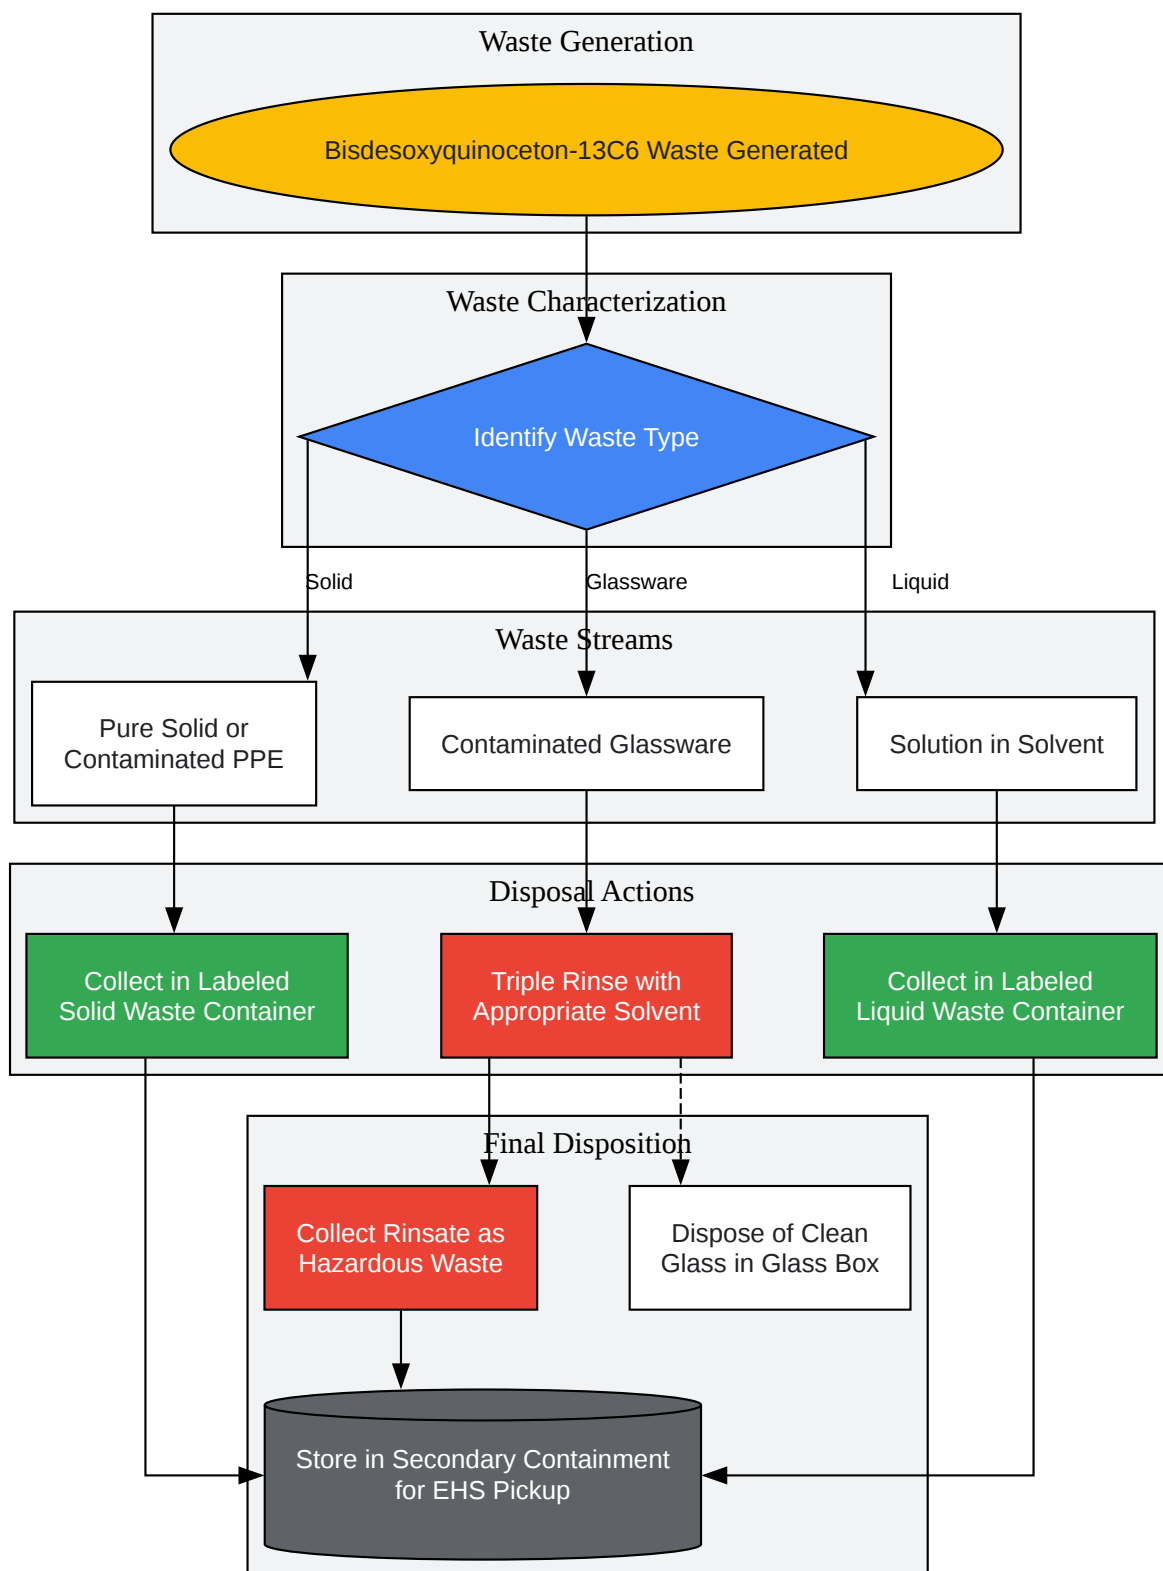 Waste Generation
Bisdesoxyquinoceton-13C6 Waste Generated
Waste Characterization
Identify Waste Type
Solid
Glassware
Liquid
Waste Streams
Pure Solid or
Contaminated PPE
Contaminated Glassware
Solution in Solvent
Disposal Actions
Collect in Labeled
Solid Waste Container
Triple Rinse with
Appropriate Solvent
Collect in Labeled
Liquid Waste Container
Final Disposition
Collect Rinsate as
Hazardous Waste
Dispose of Clean
Glass in Glass Box
Store in Secondary Containment
for EHS Pickup